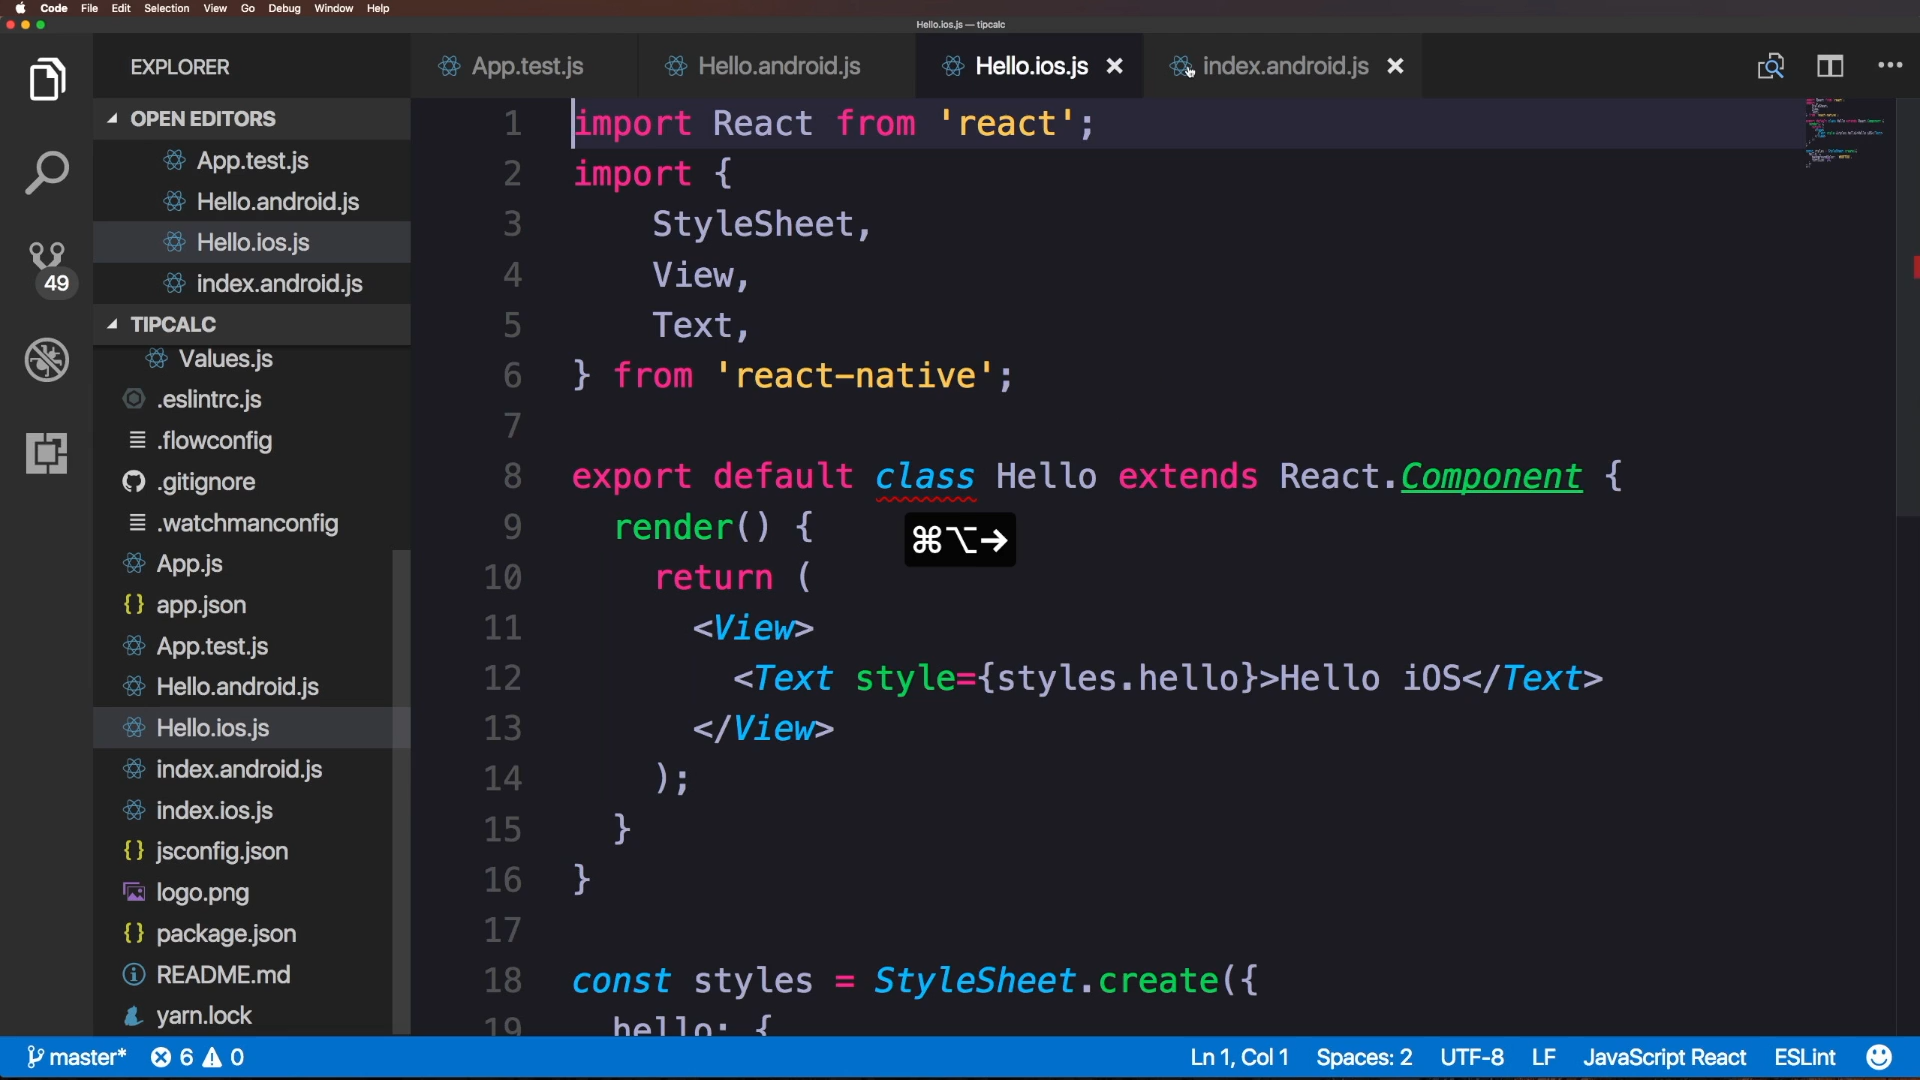 Code File Edit Selection View Go Debug Window Help
Hello.ios.js — tipcalc
EXPLORER
OPEN EDITORS
App.test.js
Hello.android.js
Hello.ios.js
index.android.js
TIPCALC
Values.js
.eslintrc.js
.flowconfig
.gitignore
.watchmanconfig
App.js
{} app.json
App.test.js
Hello.android.js
Hello.ios.js
index.android.js
index.ios.js
{} jsconfig.json
logo.png
{} package.json
README.md
yarn.lock
49
App.test.js Hello.android.js Hello.ios.js × index.android.js ×
1 import React from 'react';
2 import {
3 StyleSheet,
4 View,
5 Text,
6 } from 'react-native';
7
8 export default class Hello extends React.Component {
9 render() {
⌘⌥→
10 return (
11 <View>
12 <Text style={styles.hello}>Hello iOS</Text>
13 </View>
14 );
15 }
16 }
17
18 const styles = StyleSheet.create({
19 hello: {
master* 6 0 Ln 1, Col 1 Spaces: 2 UTF-8 LF JavaScript React ESLint